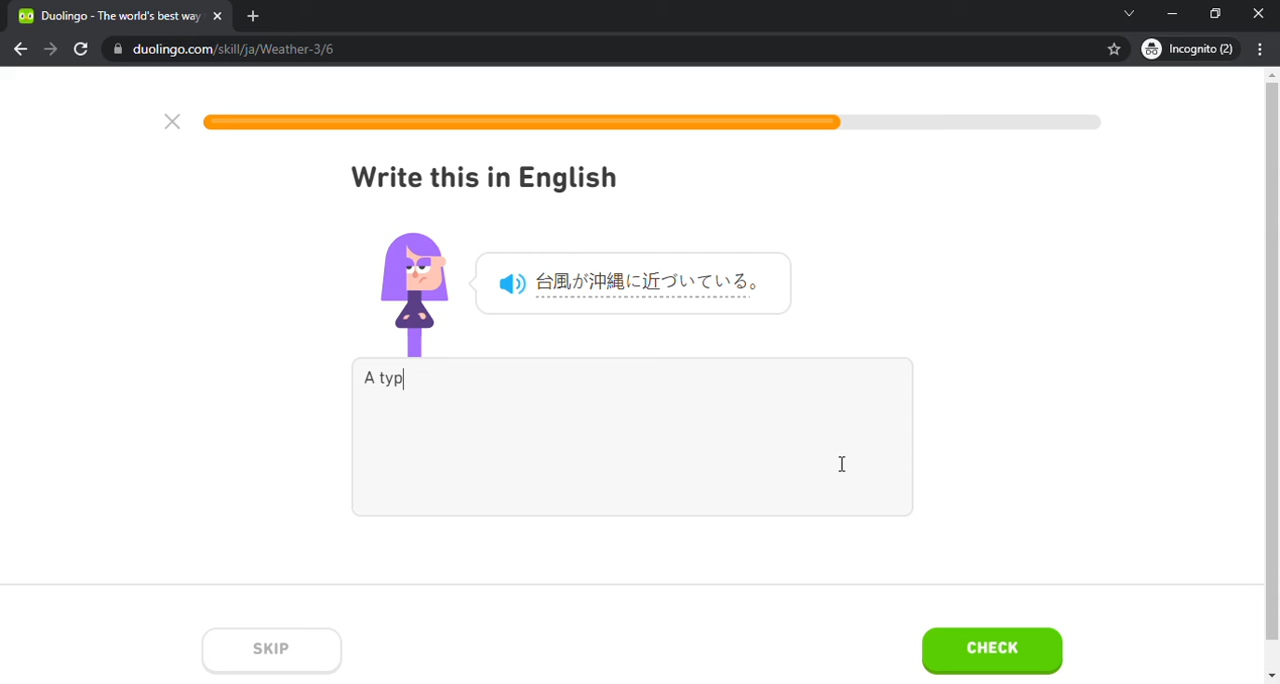 Duolingo - The world's best way
duolingo.com/skill/ja/Weather-3/6
Incognito (2)
Write this in English
台風が沖縄に近づいている。
A typ
SKIP
CHECK